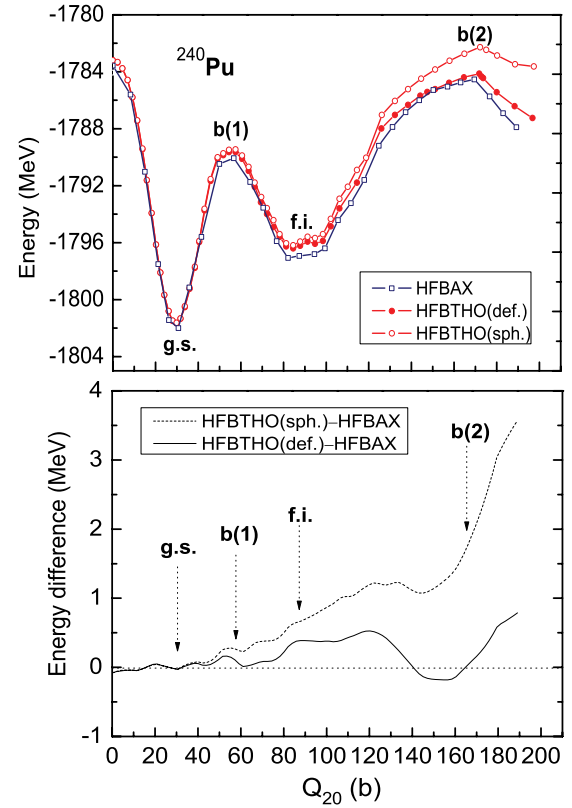 -1780
-1784
-1788
-1792
-1796
-1800
-1804
Energy (MeV)
²⁴⁰Pu
b(2)
b(1)
f.i.
g.s.
HFBAX
HFBTHO(def.)
HFBTHO(sph.)
4
3
2
1
0
-1
Energy difference (MeV)
HFBTHO(sph.)–HFBAX
HFBTHO(def.)–HFBAX
b(2)
f.i.
b(1)
g.s.
0 20 40 60 80 100 120 140 160 180 200
Q₂₀ (b)